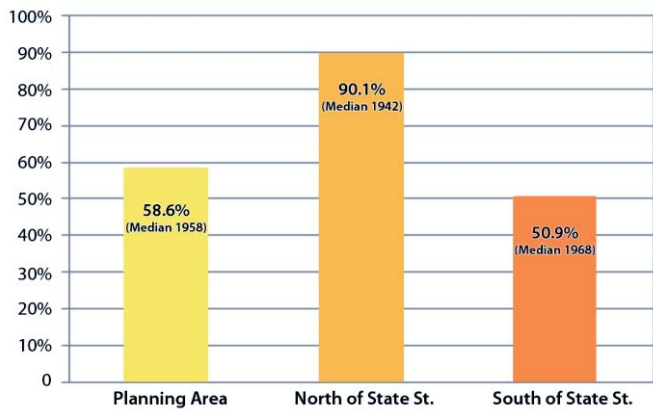 100%
90%
80%
70%
60%
50%
40%
30%
20%
10%
0
58.6%
(Median 1958)
90.1%
(Median 1942)
50.9%
(Median 1968)
Planning Area
North of State St.
South of State St.